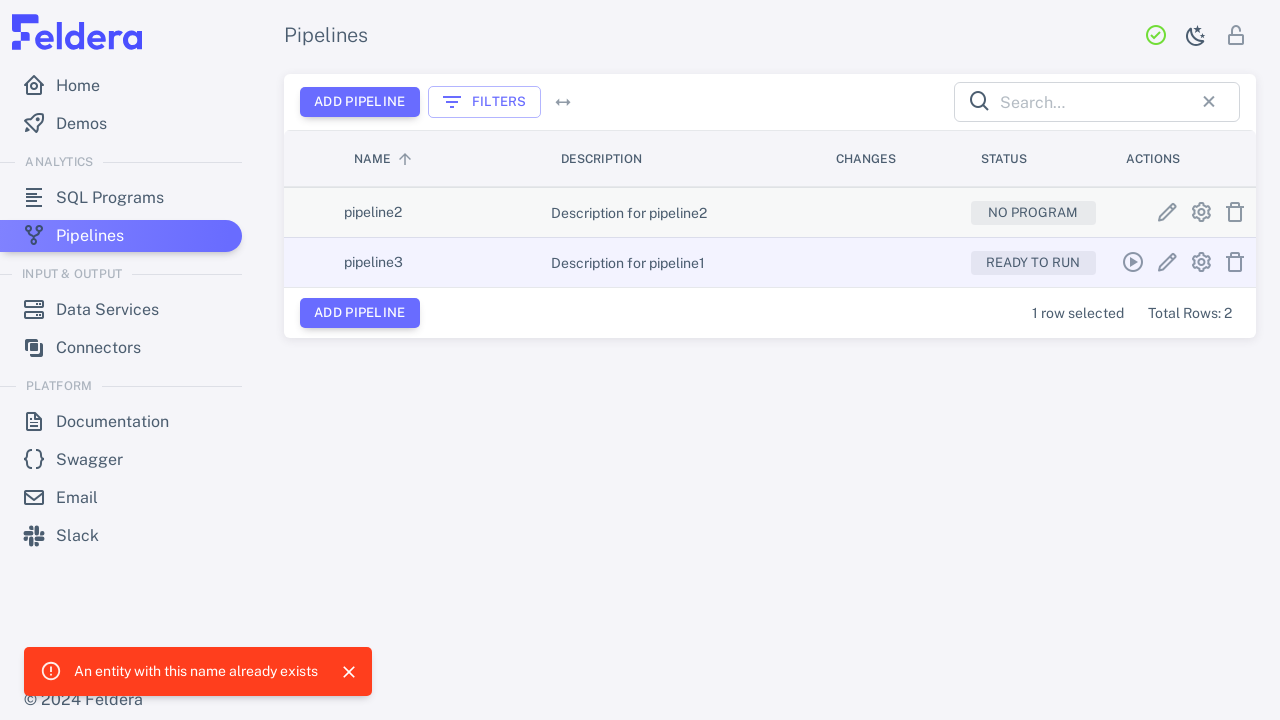 Feldera
Pipelines
Home
Demos
ANALYTICS
SQL Programs
Pipelines
INPUT & OUTPUT
Data Services
Connectors
PLATFORM
Documentation
Swagger
Email
Slack
ADD PIPELINE
FILTERS
Search...
NAME DESCRIPTION CHANGES STATUS ACTIONS
pipeline2 Description for pipeline2 NO PROGRAM
pipeline3 Description for pipeline1 READY TO RUN
ADD PIPELINE
1 row selected Total Rows: 2
An entity with this name already exists
© 2024 Feldera